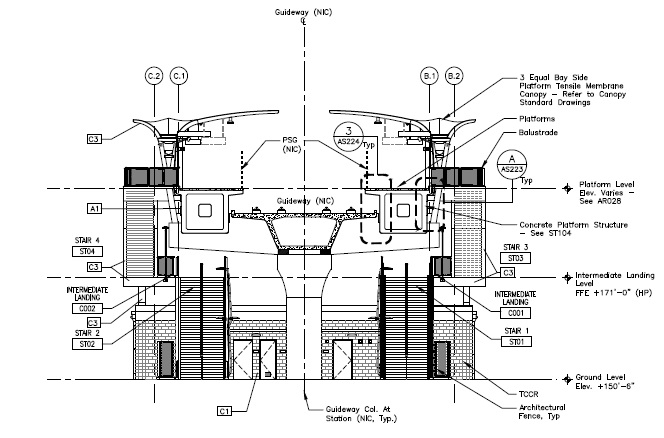 Guideway (NIC)
C.2
C.1
B.1
B.2
3 Equal Bay Side
Platform Tensile Membrane
Canopy – Refer to Canopy
Standard Drawings
Platforms
Balustrade
C3
PSG
(NIC)
3
AS224
Typ
A
AS223
Typ
Platform Level
Elev. Varies –
See AR028
Guideway (NIC)
A1
Concrete Platform Structure
– See ST104
STAIR 4
ST04
C3
STAIR 3
ST03
C3
Intermediate Landing
Level
FFE +171'-0" (HP)
INTERMEDIATE
LANDING
C002
C3
INTERMEDIATE
LANDING
C001
STAIR 2
ST02
STAIR 1
ST01
Ground Level
Elev. +150'-6"
TCCR
Architectural
Fence, Typ
C1
Guideway Col. At
Station (NIC, Typ.)